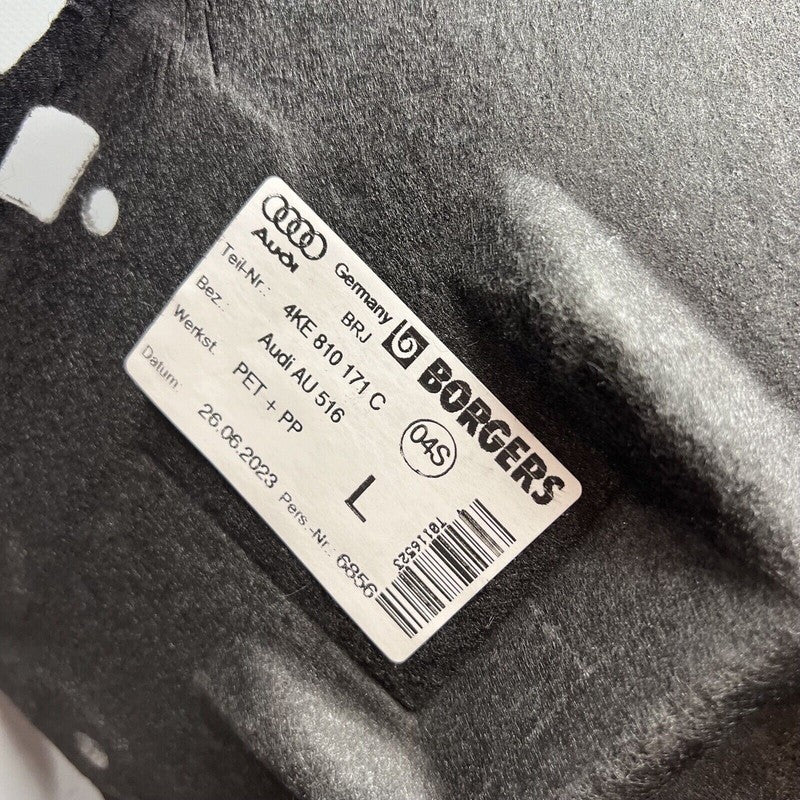 Audi
Germany
BRJ
BORGERS
Teil-Nr.: 4KE 810 171 C
Bez.: Audi AU 516
04S
Werkst. PET + PP
L
Datum: 26.06.2023 Pers.-Nr.: 6856
T0116523